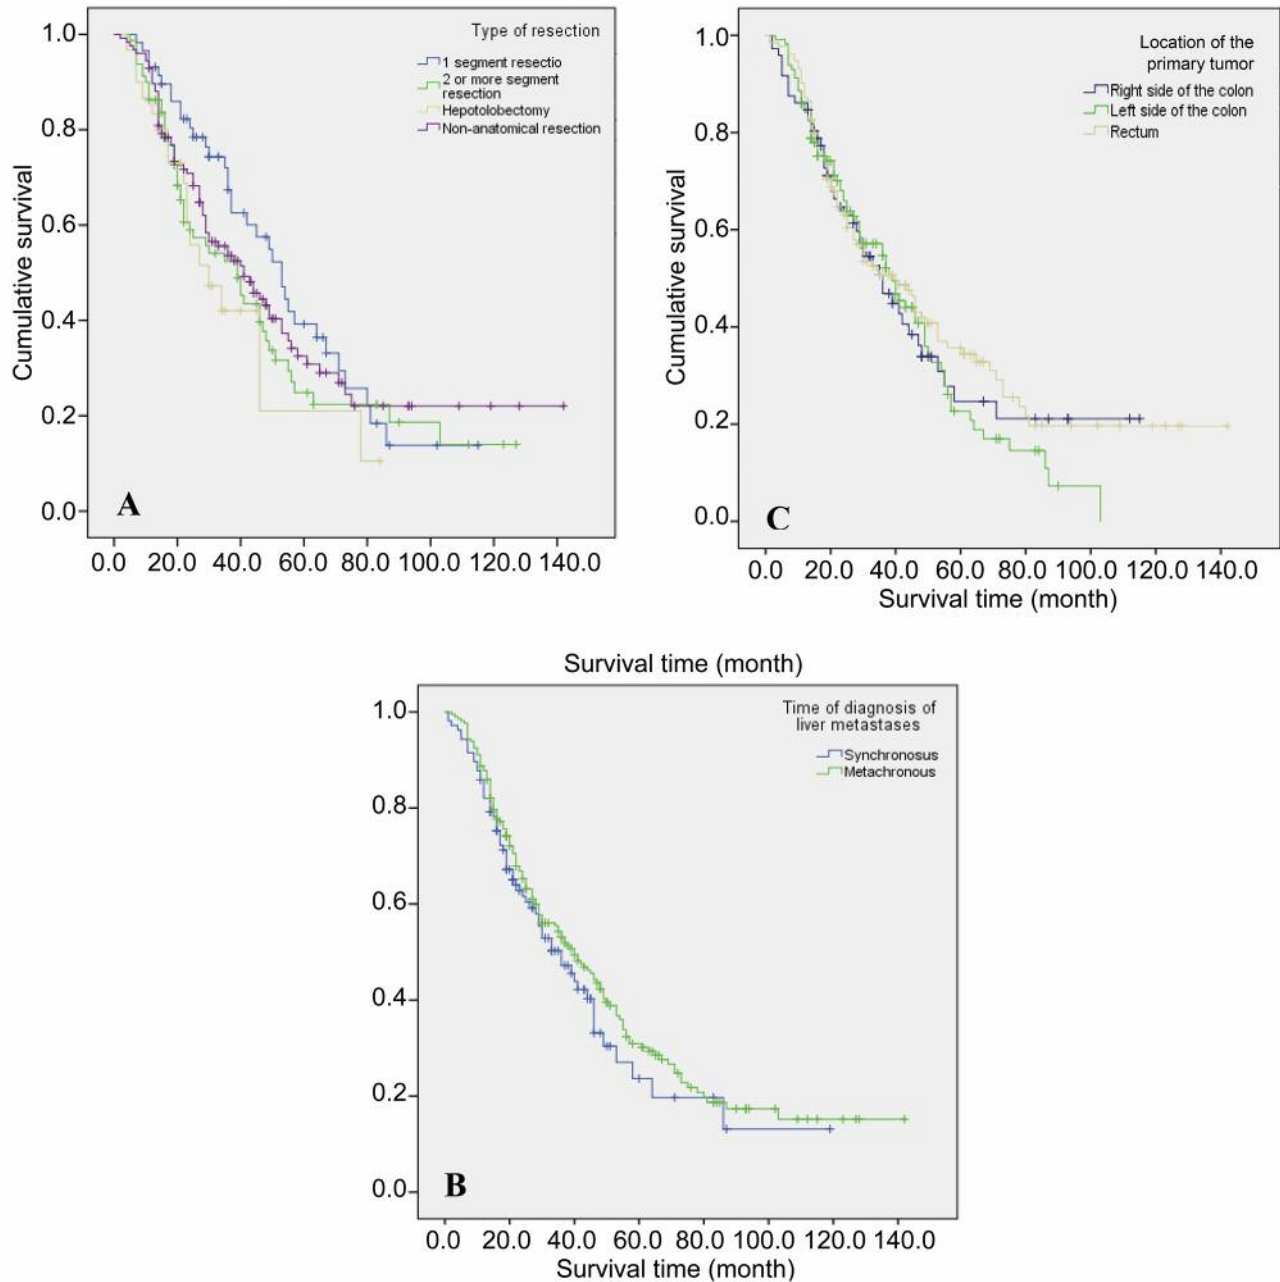 Type of resection
1 segment resectio
2 or more segment
resection
Hepotolobectomy
Non-anatomical resection
Cumulative survival
1.0
0.8
0.6
0.4
0.2
0.0
A
0.0 20.0 40.0 60.0 80.0 100.0 120.0 140.0
Location of the
primary tumor
Right side of the colon
Left side of the colon
Rectum
Cumulative survival
1.0
0.8
0.6
0.4
0.2
0.0
C
0.0 20.0 40.0 60.0 80.0 100.0 120.0 140.0
Survival time (month)
Survival time (month)
Time of diagnosis of
liver metastases
Synchronosus
Metachronous
1.0
0.8
0.6
0.4
0.2
0.0
B
0.0 20.0 40.0 60.0 80.0 100.0 120.0 140.0
Survival time (month)